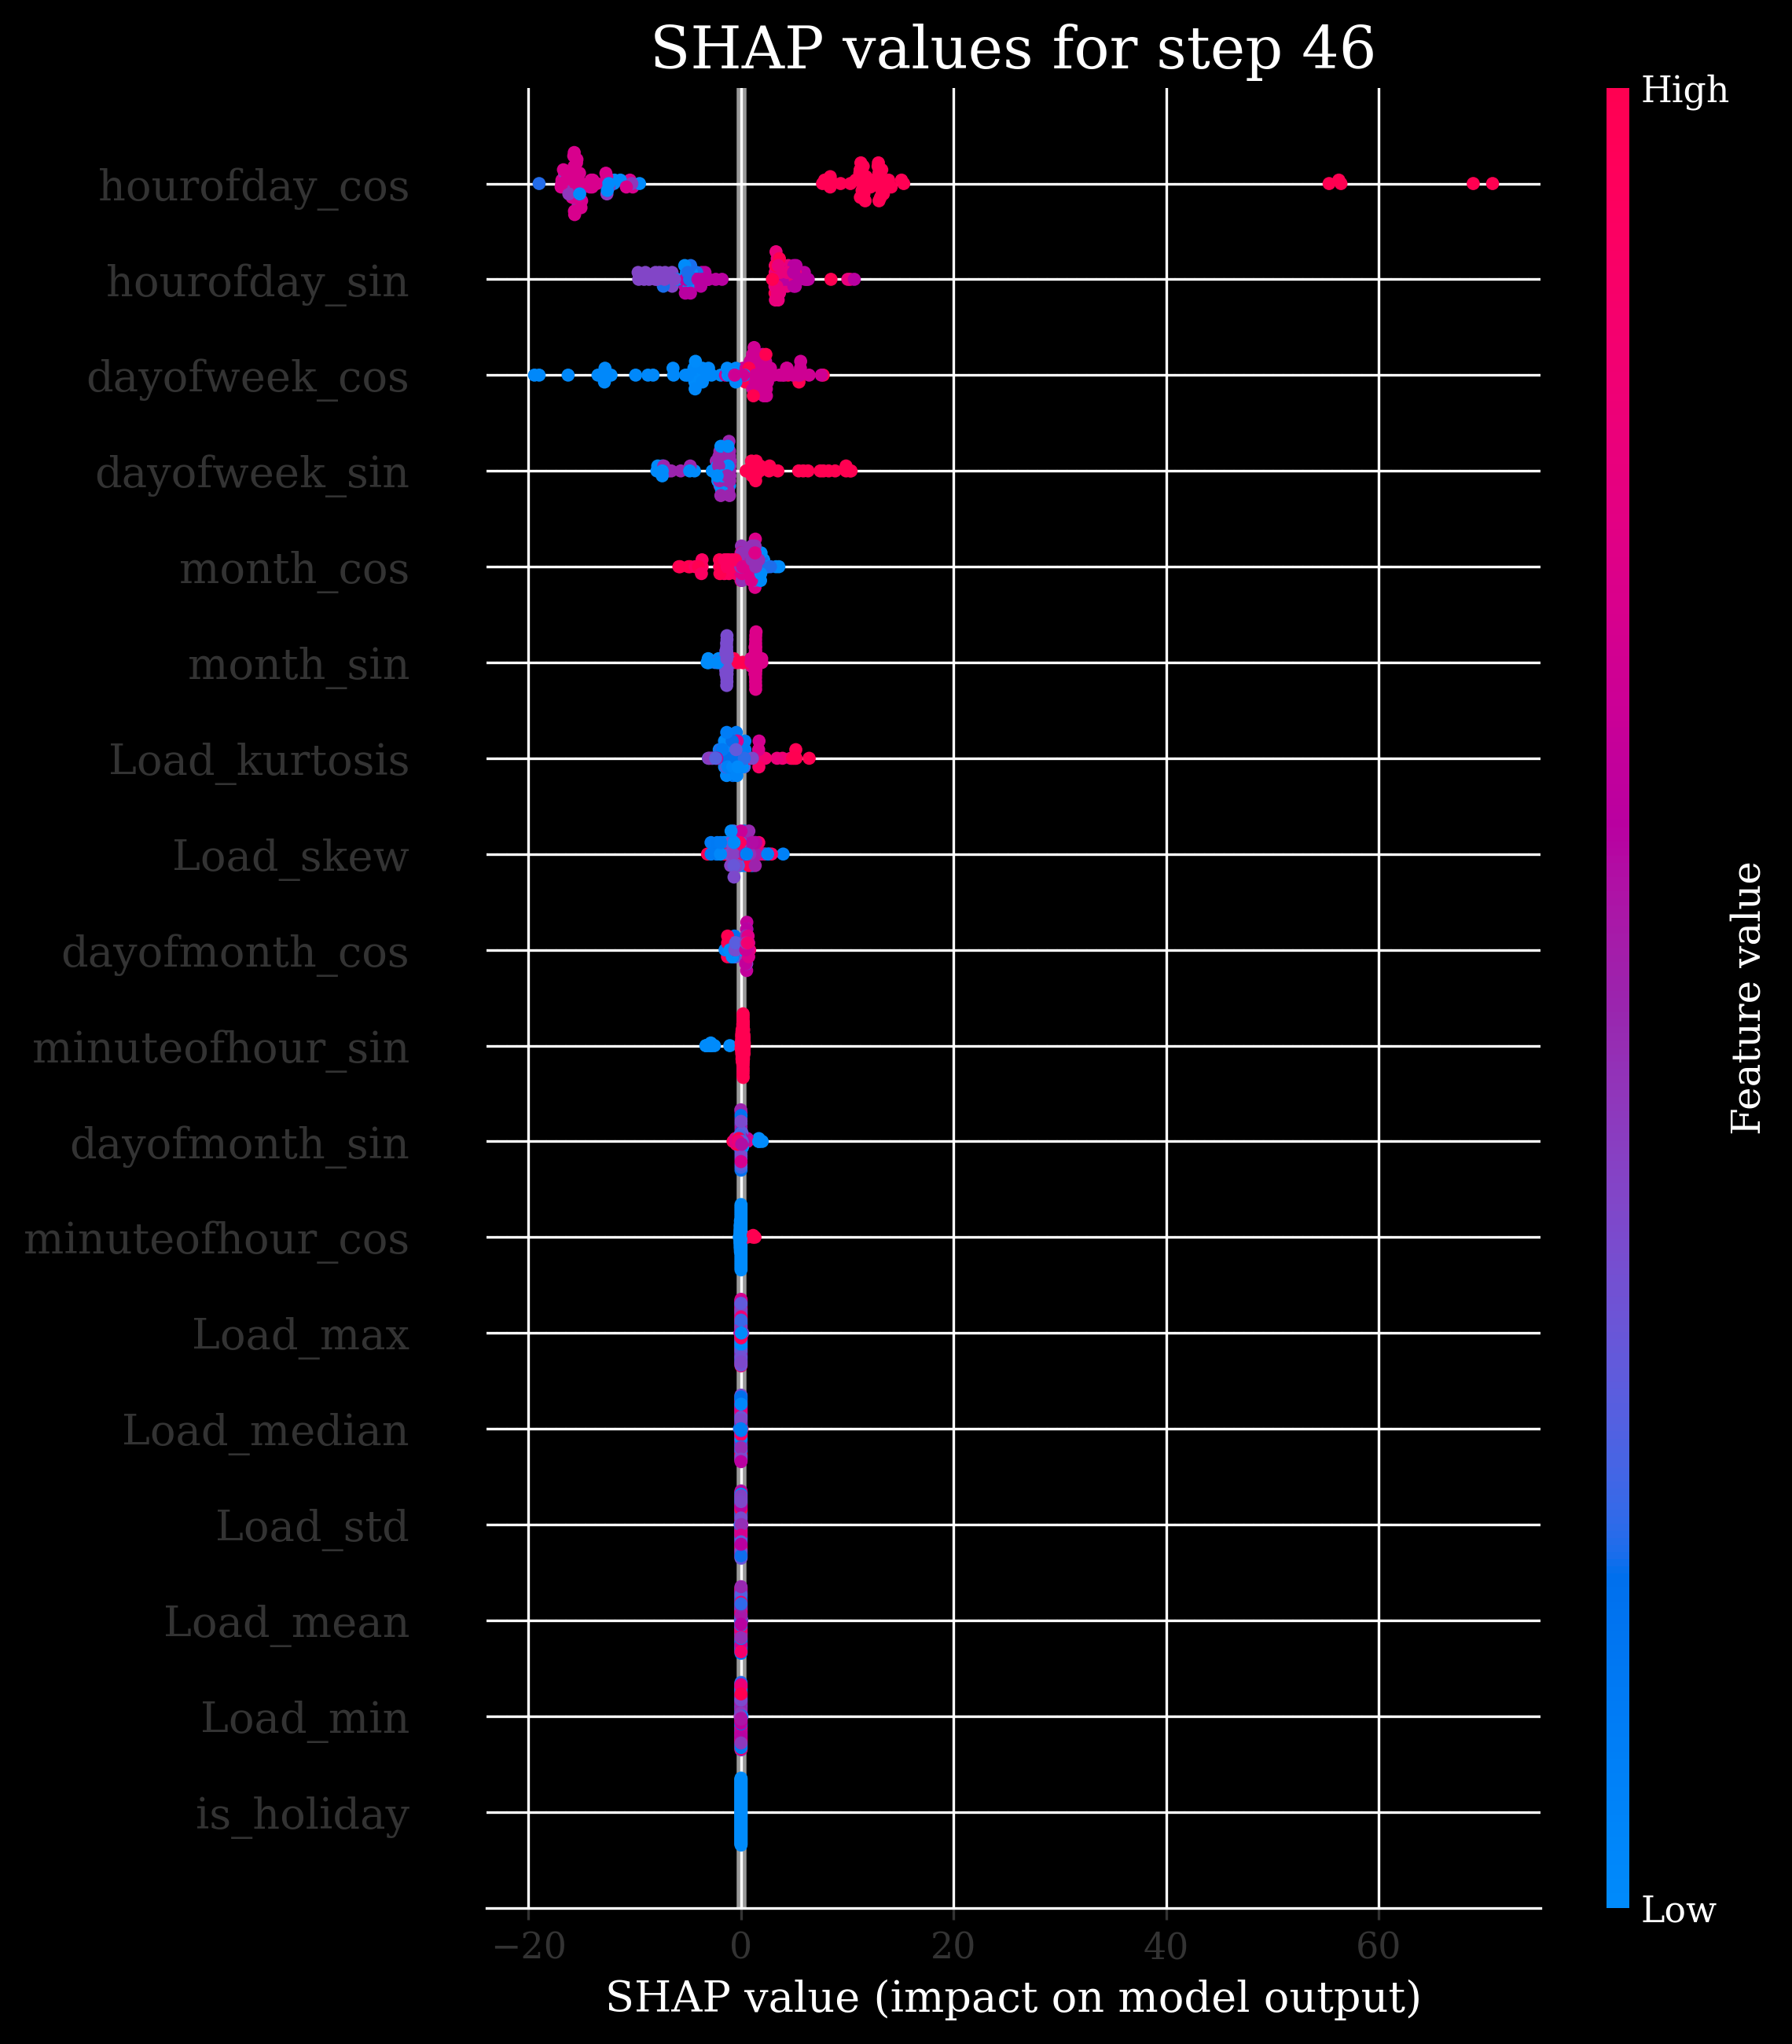 SHAP values for step 46
High
hourofday_cos
hourofday_sin
dayofweek_cos
dayofweek_sin
month_cos
month_sin
Load_kurtosis
Load_skew
dayofmonth_cos
minuteofhour_sin
dayofmonth_sin
minuteofhour_cos
Load_max
Load_median
Load_std
Load_mean
Load_min
is_holiday
Feature value
Low
−20 0 20 40 60
SHAP value (impact on model output)